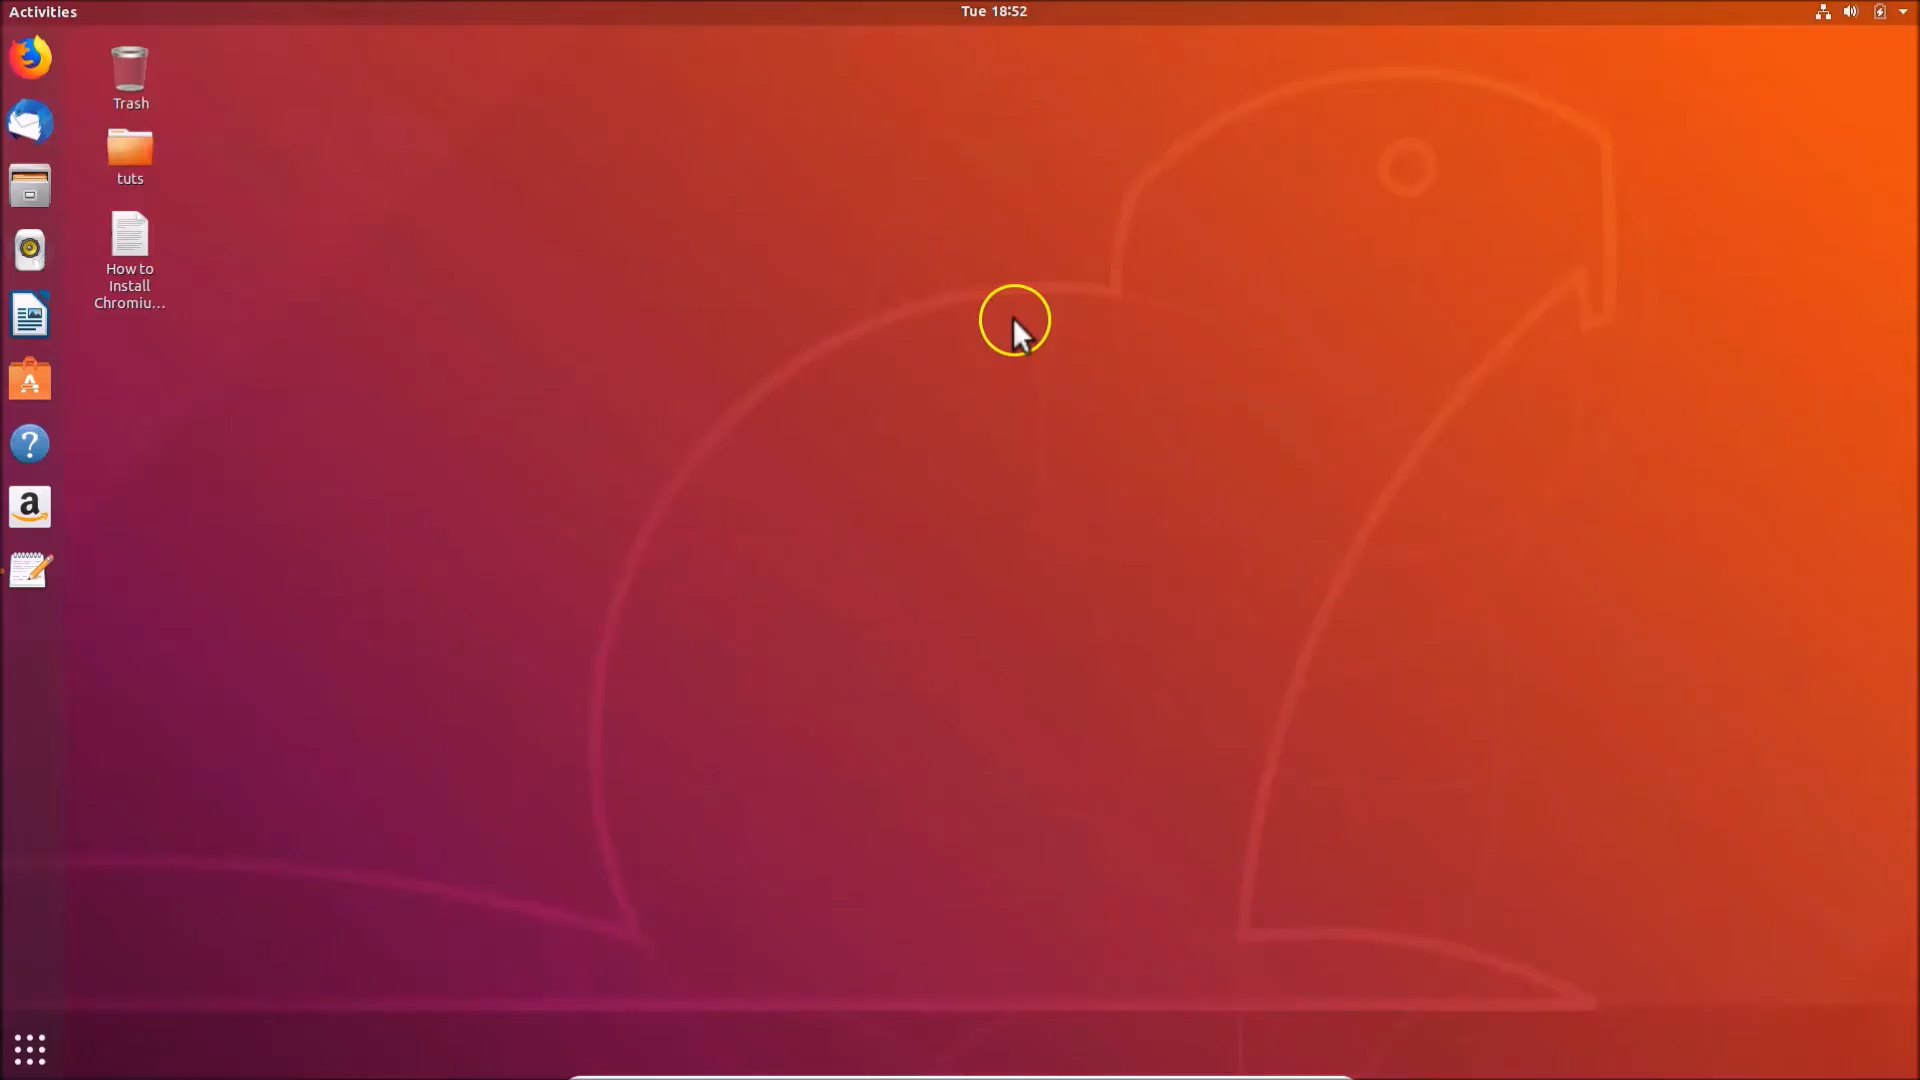 Activities
Tue 18:52
Trash
tuts
How to
Install
Chromiu...